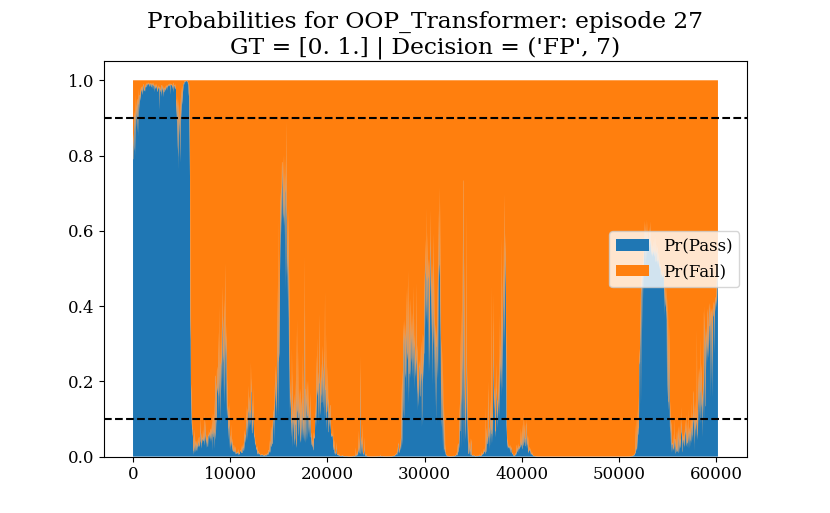 Probabilities for OOP_Transformer: episode 27
GT = [0. 1.] | Decision = ('FP', 7)
1.0
0.8
0.6
0.4
0.2
0.0
Pr(Pass)
Pr(Fail)
0 10000 20000 30000 40000 50000 60000